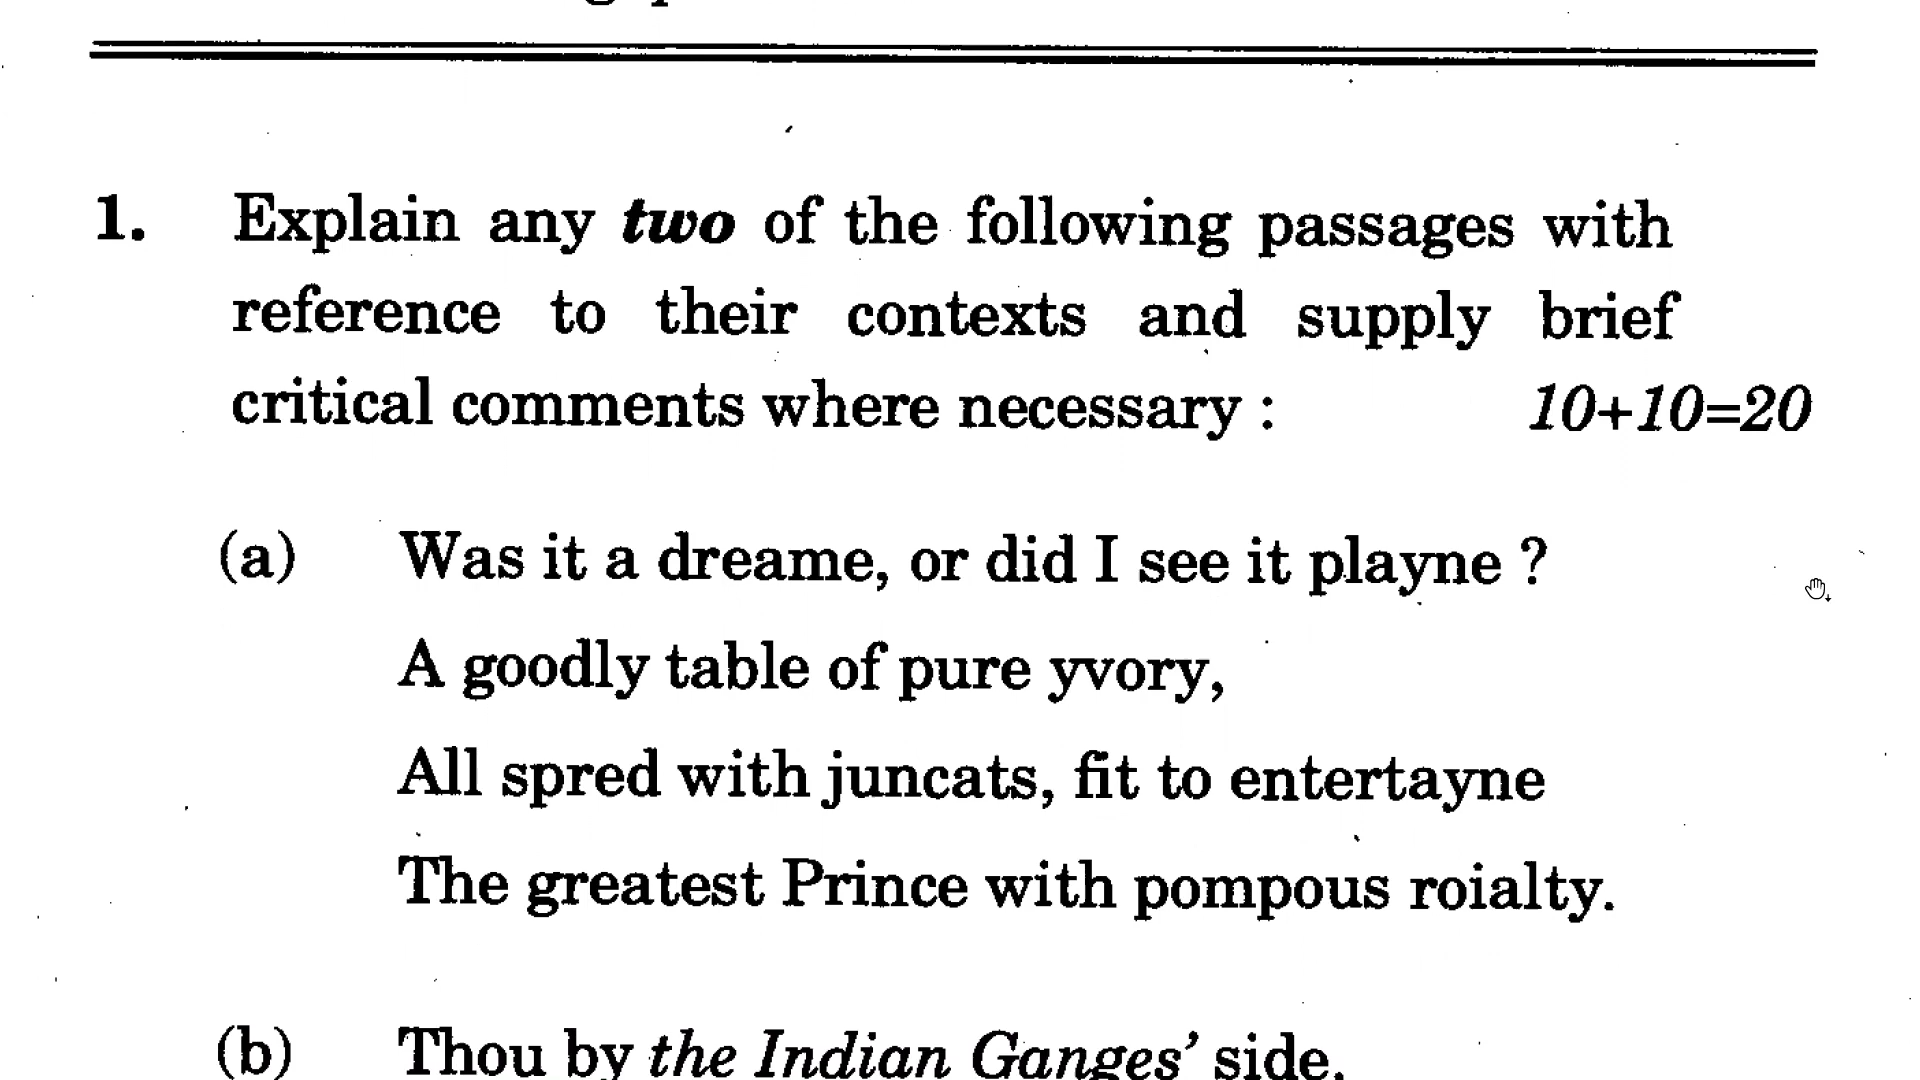 1. Explain any two of the following passages with
reference to their contexts and supply brief
critical comments where necessary : 10+10=20
(a) Was it a dreame, or did I see it playne ?
A goodly table of pure yvory,
All spred with juncats, fit to entertayne
The greatest Prince with pompous roialty.
(b) Thou by the Indian Ganges' side,